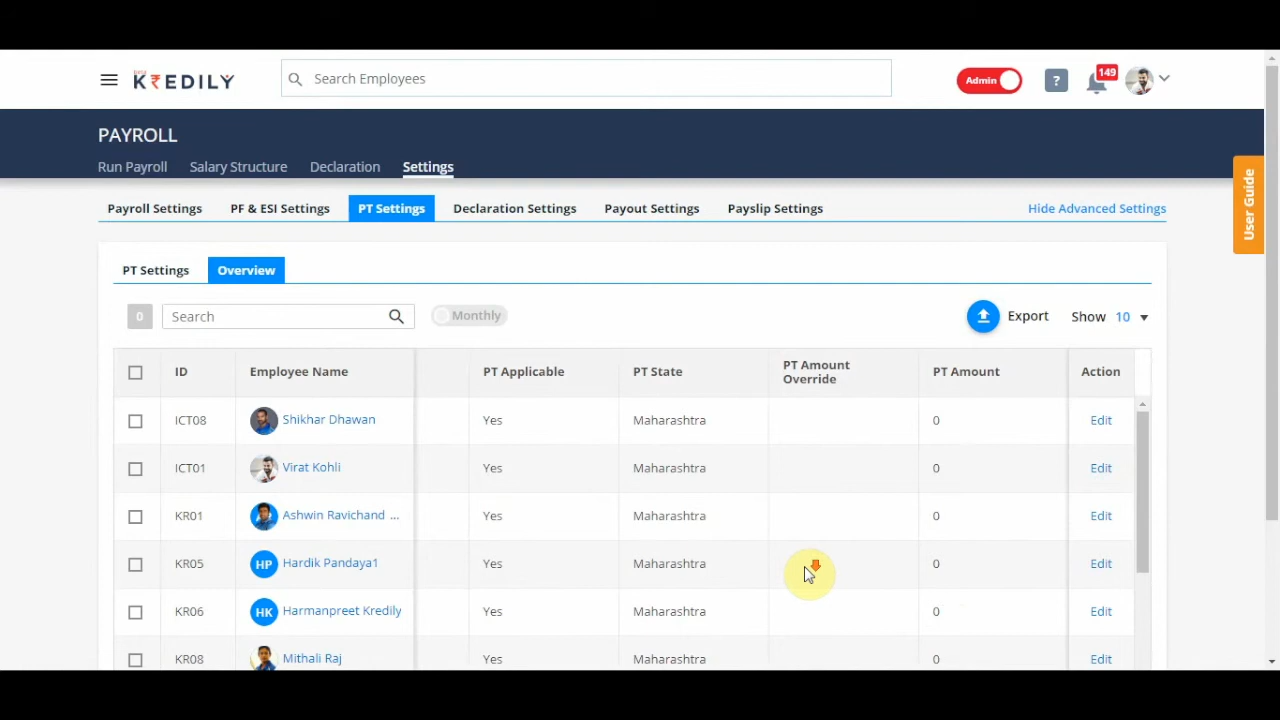 KREDILY
Search Employees
Admin
?
149
PAYROLL
Run Payroll Salary Structure Declaration Settings
User Guide
Payroll Settings PF & ESI Settings PT Settings Declaration Settings Payout Settings Payslip Settings Hide Advanced Settings
PT Settings Overview
0 Search Monthly Export Show 10
ID Employee Name PT Applicable PT State PT Amount Override PT Amount Action
ICT08 Shikhar Dhawan Yes Maharashtra 0 Edit
ICT01 Virat Kohli Yes Maharashtra 0 Edit
KR01 Ashwin Ravichand ... Yes Maharashtra 0 Edit
KR05 HP Hardik Pandaya1 Yes Maharashtra 0 Edit
KR06 HK Harmanpreet Kredily Yes Maharashtra 0 Edit
KR08 Mithali Raj Yes Maharashtra 0 Edit